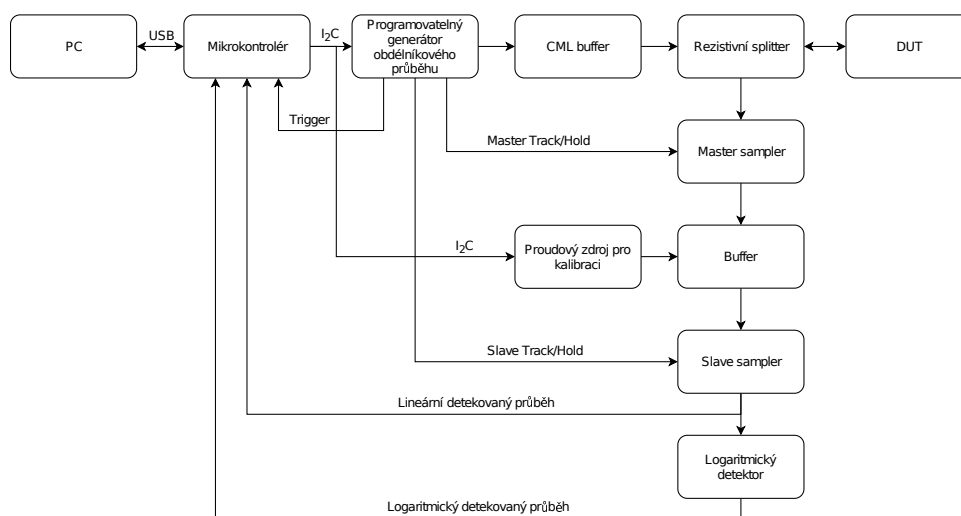 PC
USB
Mikrokontrolér
I₂C
Programovatelný
generátor
obdélníkového
průběhu
CML buffer
Rezistivní splitter
DUT
Trigger
Master Track/Hold
Master sampler
I₂C
Proudový zdroj pro
kalibraci
Buffer
Slave Track/Hold
Slave sampler
Lineární detekovaný průběh
Logaritmický
detektor
Logaritmický detekovaný průběh